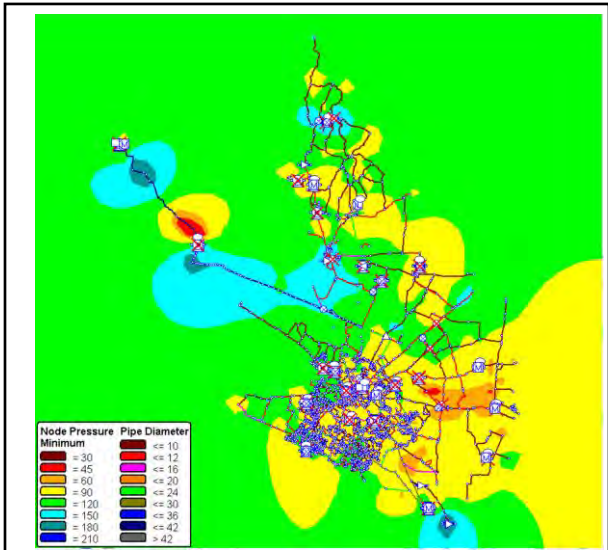 Node Pressure
Minimum
= 30
= 45
= 60
= 90
= 120
= 150
= 180
= 210
Pipe Diameter
<= 10
<= 12
<= 16
<= 20
<= 24
<= 30
<= 36
<= 42
> 42
M
M
M
M
M
M
M